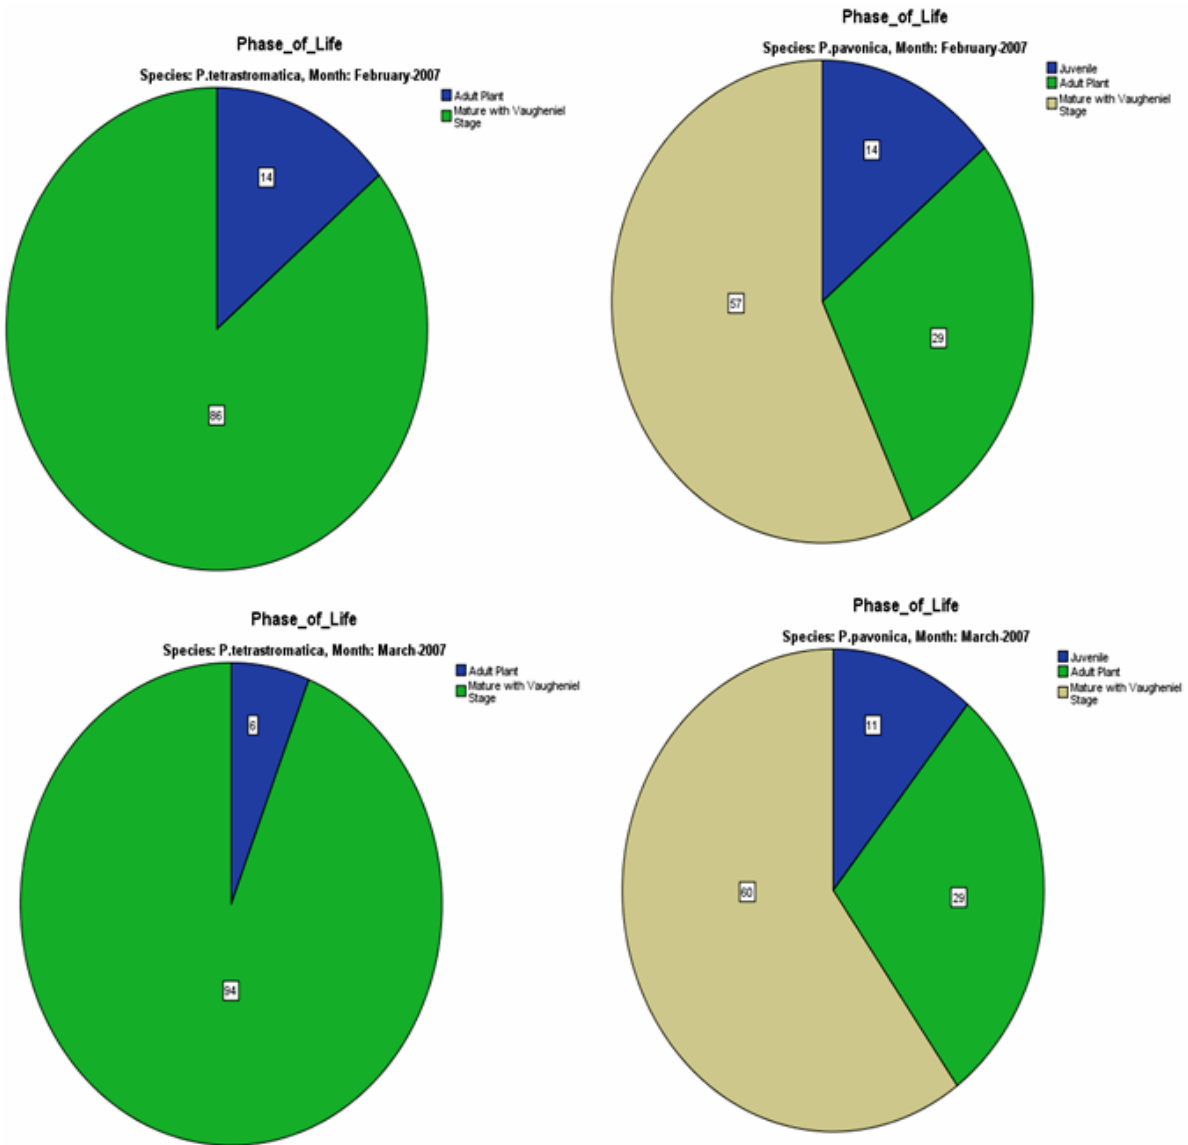 Phase_of_Life
Species: P.tetrastromatica, Month: February-2007
Adult Plant
Mature with Vaugheniel
Stage
14
86
Phase_of_Life
Species: P.pavonica, Month: February-2007
Juvenile
Adult Plant
Mature with Vaugheniel
Stage
14
57
29
Phase_of_Life
Species: P.tetrastromatica, Month: March-2007
Adult Plant
Mature with Vaugheniel
Stage
6
94
Phase_of_Life
Species: P.pavonica, Month: March-2007
Juvenile
Adult Plant
Mature with Vaugheniel
Stage
11
60
29